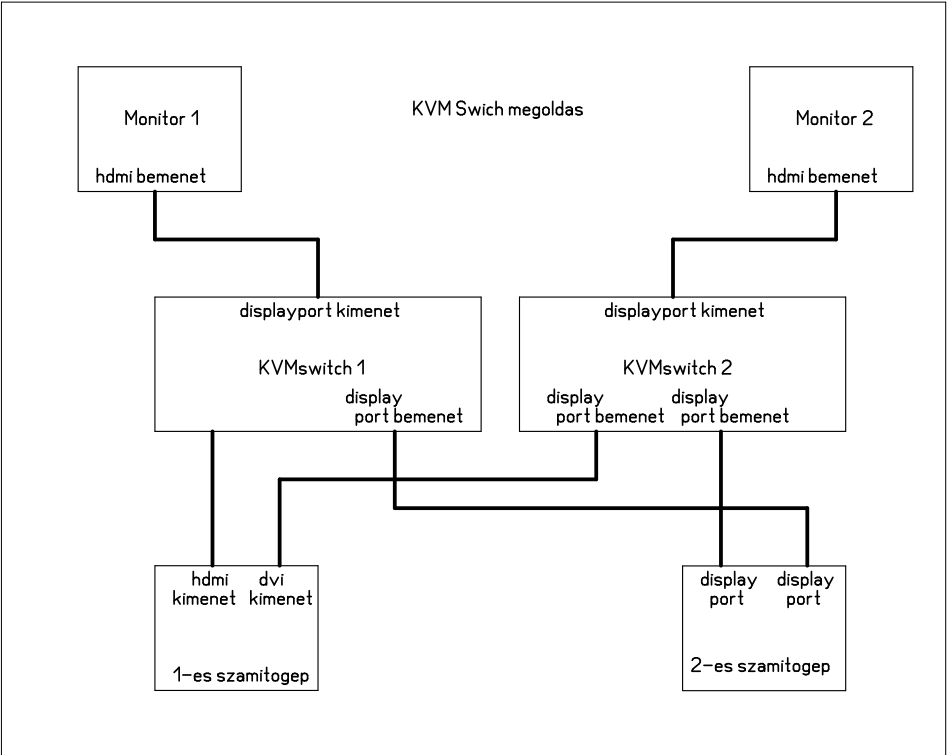 KVM Swich megoldas
Monitor 1
hdmi bemenet
Monitor 2
hdmi bemenet
displayport kimenet
KVMswitch 1
display
port bemenet
displayport kimenet
KVMswitch 2
display
port bemenet
display
port bemenet
hdmi
kimenet
dvi
kimenet
1-es szamitogep
display
port
display
port
2-es szamitogep